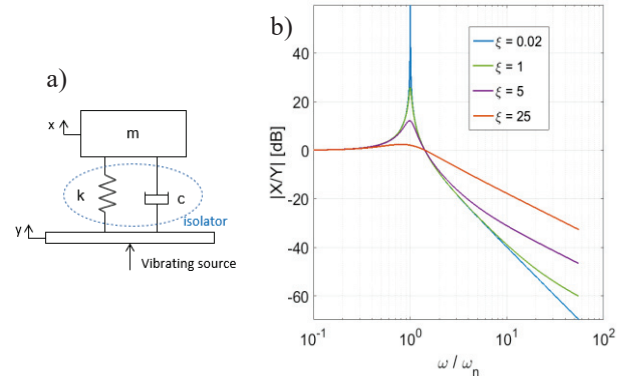 a)
x
m
k
c
isolator
y
Vibrating source
b)
|X/Y| [dB]
40
20
0
-20
-40
-60
ξ = 0.02
ξ = 1
ξ = 5
ξ = 25
10⁻¹ 10⁰ 10¹ 10²
ω / ωₙ